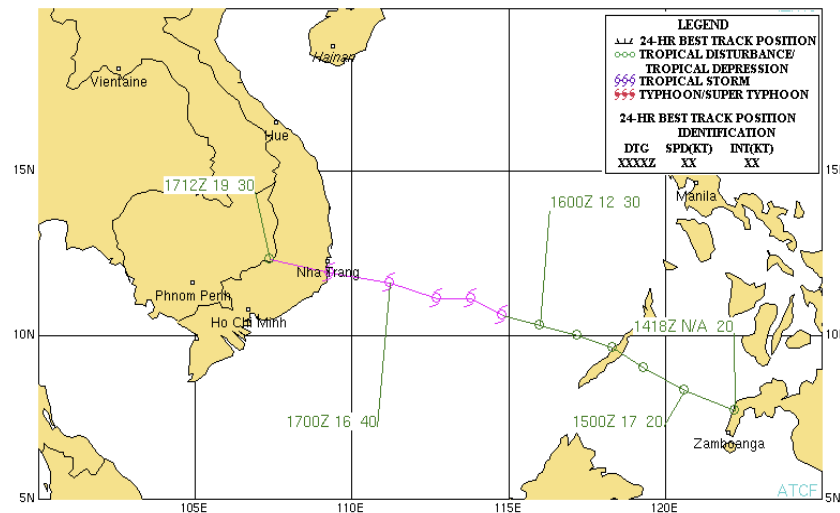 LEGEND
24-HR BEST TRACK POSITION
TROPICAL DISTURBANCE/
TROPICAL DEPRESSION
TROPICAL STORM
TYPHOON/SUPER TYPHOON
24-HR BEST TRACK POSITION
IDENTIFICATION
DTG SPD(KT) INT(KT)
XXXXZ XX XX
Hainan
Vientaine
Hue
15N
15N
1712Z 19 30
Manila
1600Z 12 30
Nha Trang
Phnom Penh
Ho Chi Minh
10N
10N
1418Z N/A 20
1700Z 16 40
1500Z 17 20
Zamboanga
ATCF
5N
5N
105E
110E
115E
120E